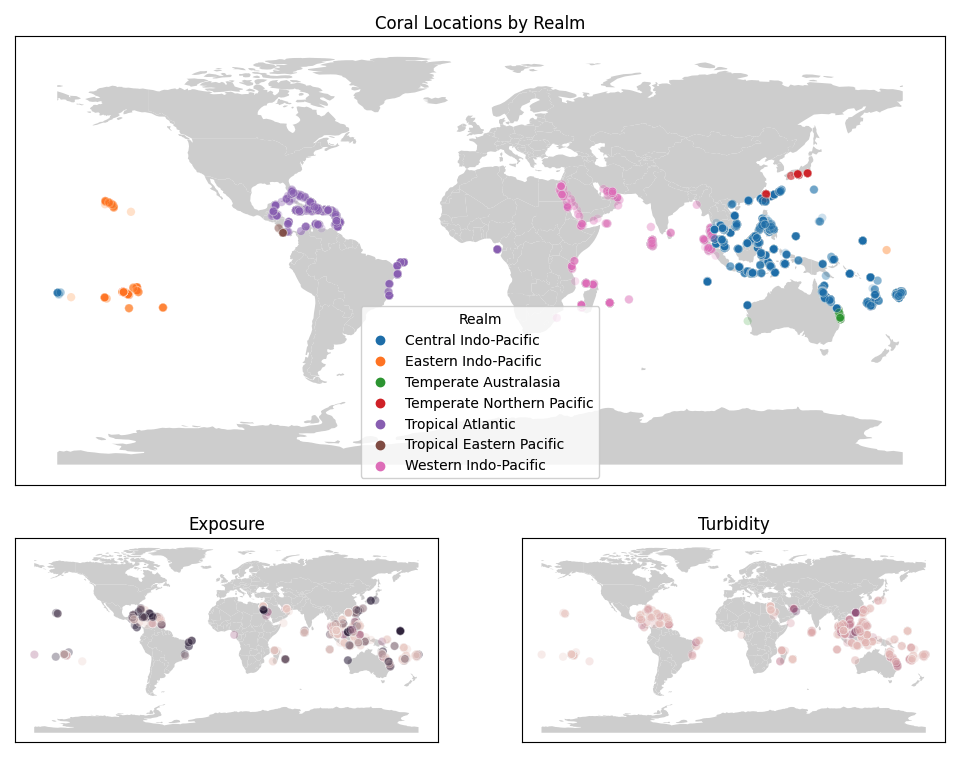 Coral Locations by Realm
Realm
Central Indo-Pacific
Eastern Indo-Pacific
Temperate Australasia
Temperate Northern Pacific
Tropical Atlantic
Tropical Eastern Pacific
Western Indo-Pacific
Exposure
Turbidity